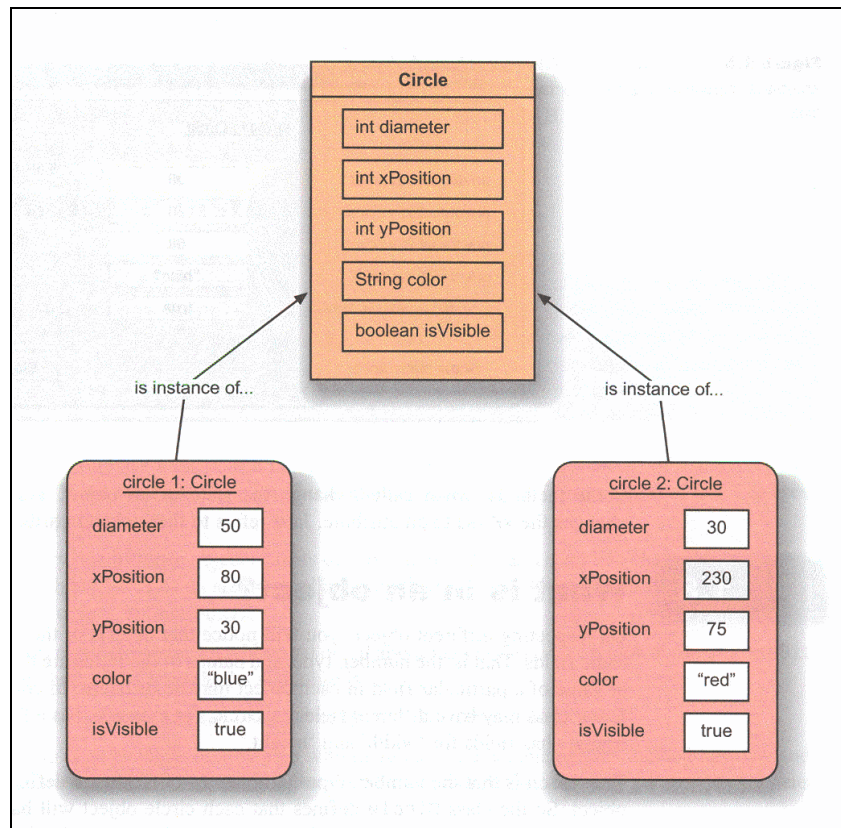 Circle
int diameter
int xPosition
int yPosition
String color
boolean isVisible
is instance of...
is instance of...
circle 1: Circle
diameter 50
xPosition 80
yPosition 30
color “blue”
isVisible true
circle 2: Circle
diameter 30
xPosition 230
yPosition 75
color “red”
isVisible true